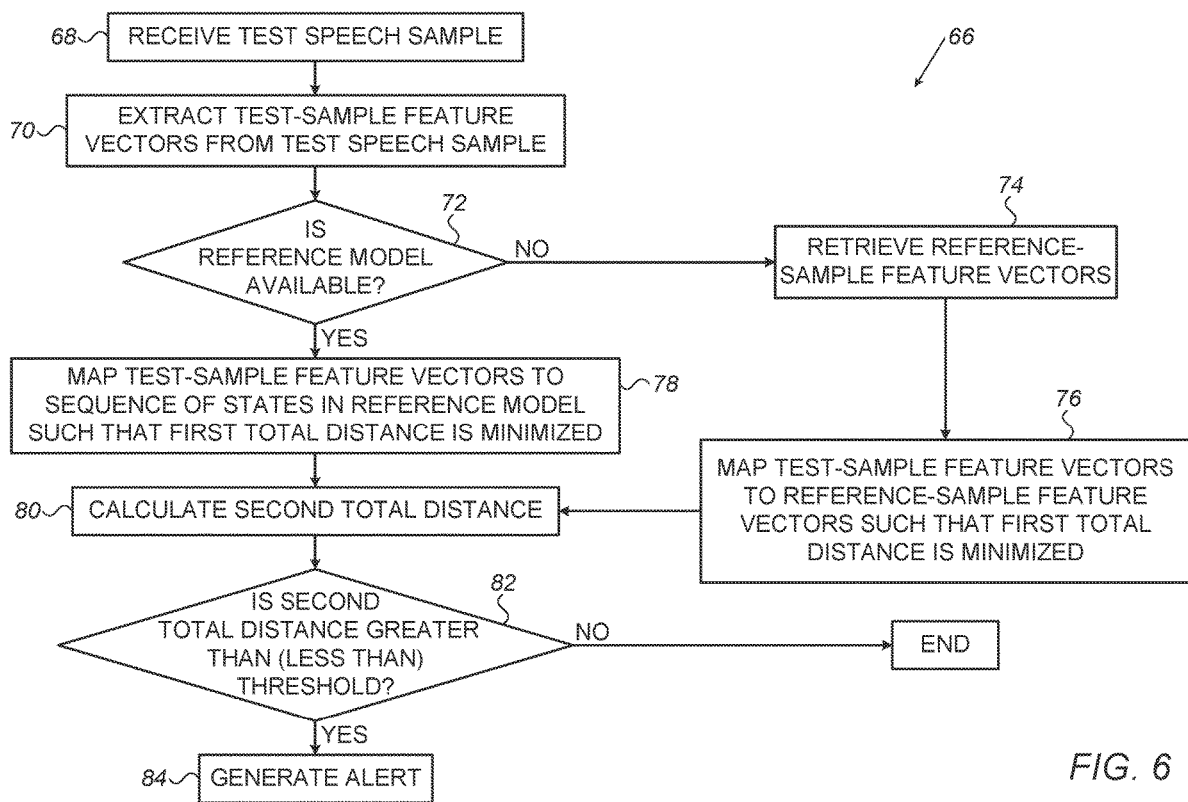 68
RECEIVE TEST SPEECH SAMPLE
66
70
EXTRACT TEST-SAMPLE FEATURE
VECTORS FROM TEST SPEECH SAMPLE
72
IS
REFERENCE MODEL
AVAILABLE?
NO
74
RETRIEVE REFERENCE-
SAMPLE FEATURE VECTORS
YES
MAP TEST-SAMPLE FEATURE VECTORS TO
SEQUENCE OF STATES IN REFERENCE MODEL
SUCH THAT FIRST TOTAL DISTANCE IS MINIMIZED
78
76
MAP TEST-SAMPLE FEATURE VECTORS
TO REFERENCE-SAMPLE FEATURE
VECTORS SUCH THAT FIRST TOTAL
DISTANCE IS MINIMIZED
80
CALCULATE SECOND TOTAL DISTANCE
82
IS SECOND
TOTAL DISTANCE GREATER
THAN (LESS THAN)
THRESHOLD?
NO
END
YES
84
GENERATE ALERT
FIG. 6